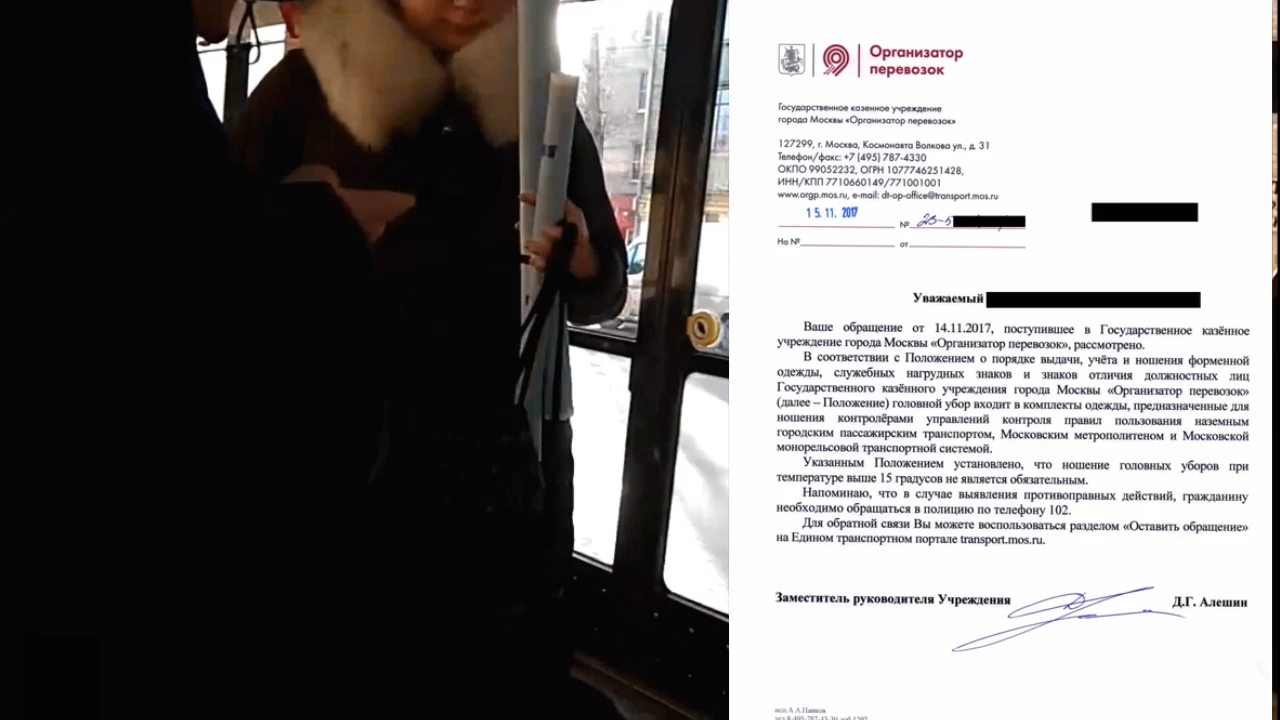 Организатор
перевозок
Государственное казенное учреждение
города Москвы «Организатор перевозок»
127299, г. Москва, Космонавта Волкова ул., д. 31
Телефон/факс: +7 (495) 787-4330
ОКПО 99052232, ОГРН 1077746251428,
ИНН/КПП 7710660149/771001001
www.orgp.mos.ru, e-mail: dt-op-office@transport.mos.ru
15.11.2017 № 23-5
На № от
Уважаемый
Ваше обращение от 14.11.2017, поступившее в Государственное казённое
учреждение города Москвы «Организатор перевозок», рассмотрено.
В соответствии с Положением о порядке выдачи, учёта и ношения форменной
одежды, служебных нагрудных знаков и знаков отличия должностных лиц
Государственного казённого учреждения города Москвы «Организатор перевозок»
(далее – Положение) головной убор входит в комплекты одежды, предназначенные для
ношения контролёрами управлений контроля правил пользования наземным
городским пассажирским транспортом, Московским метрополитеном и Московской
монорельсовой транспортной системой.
Указанным Положением установлено, что ношение головных уборов при
температуре выше 15 градусов не является обязательным.
Напоминаю, что в случае выявления противоправных действий, гражданину
необходимо обращаться в полицию по телефону 102.
Для обратной связи Вы можете воспользоваться разделом «Оставить обращение»
на Едином транспортном портале transport.mos.ru.
Заместитель руководителя Учреждения Д.Г. Алешин
исп.А.А.Панков